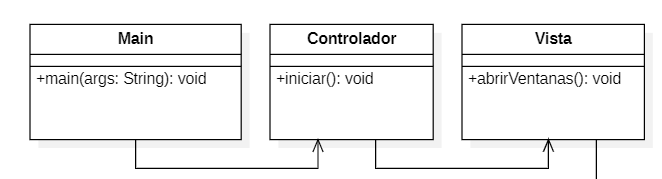 Main
+main(args: String): void
Controlador
+iniciar(): void
Vista
+abrirVentanas(): void